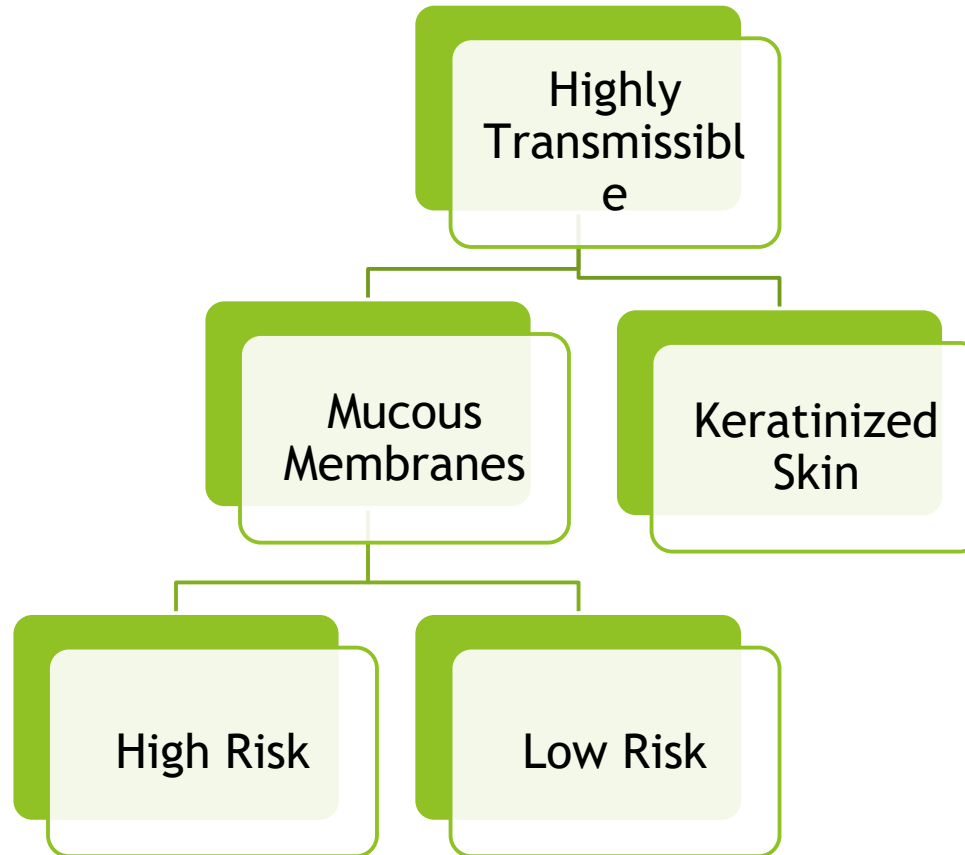 Highly
Transmissibl
e
Mucous
Membranes
Keratinized
Skin
High Risk
Low Risk